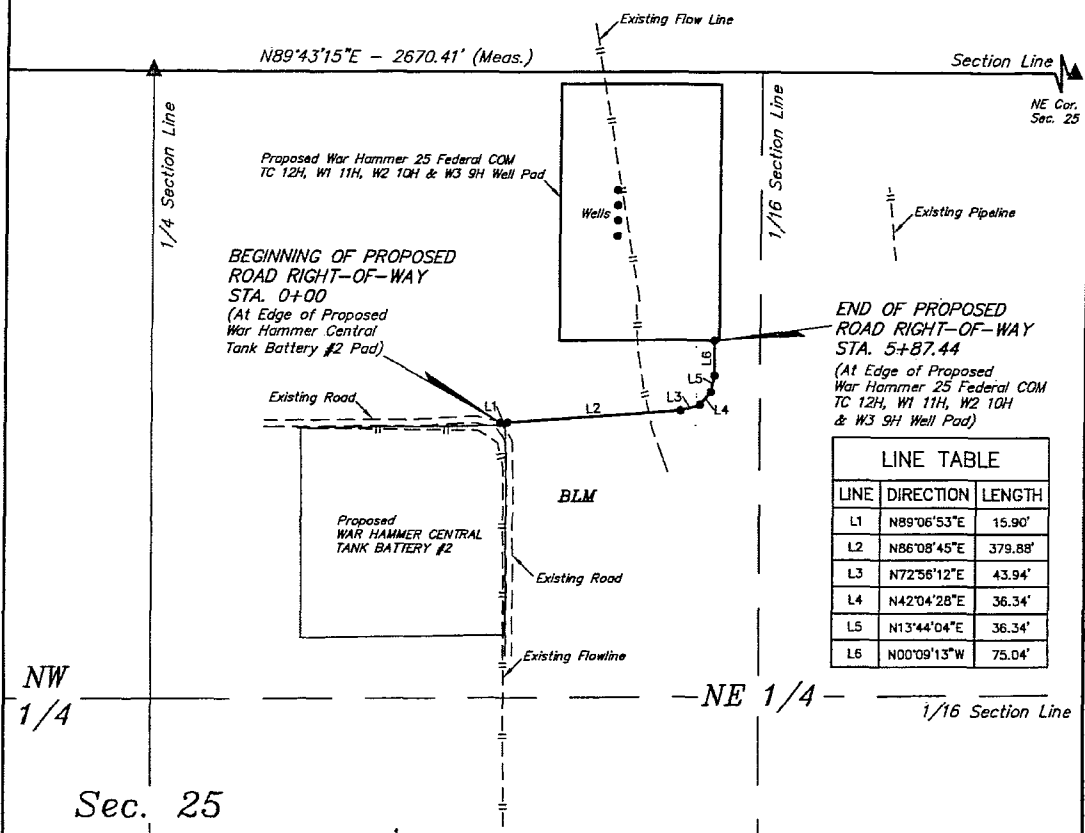 Existing Flow Line
N89°43'15"E - 2670.41' (Meas.)
Section Line
NE Cor.
Sec. 25
1/4 Section Line
Proposed War Hammer 25 Federal COM
TC 12H, W1 11H, W2 10H & W3 9H Well Pad
Wells
1/16 Section Line
Existing Pipeline
BEGINNING OF PROPOSED
ROAD RIGHT-OF-WAY
STA. 0+00
(At Edge of Proposed
War Hammer Central
Tank Battery #2 Pad)
END OF PROPOSED
ROAD RIGHT-OF-WAY
STA. 5+87.44
(At Edge of Proposed
War Hammer 25 Federal COM
TC 12H, W1 11H, W2 10H
& W3 9H Well Pad)
Existing Road
L1
L2
L3
L4
L5
L6
BLM
Proposed
WAR HAMMER CENTRAL
TANK BATTERY #2
Existing Road
Existing Flowline
LINE TABLE
LINE DIRECTION LENGTH
L1 N89°06'53"E 15.90'
L2 N86°08'45"E 379.88'
L3 N72°56'12"E 43.94'
L4 N42°04'28"E 36.34'
L5 N13°44'04"E 36.34'
L6 N00°09'13"W 75.04'
NW
1/4
NE 1/4
1/16 Section Line
Sec. 25